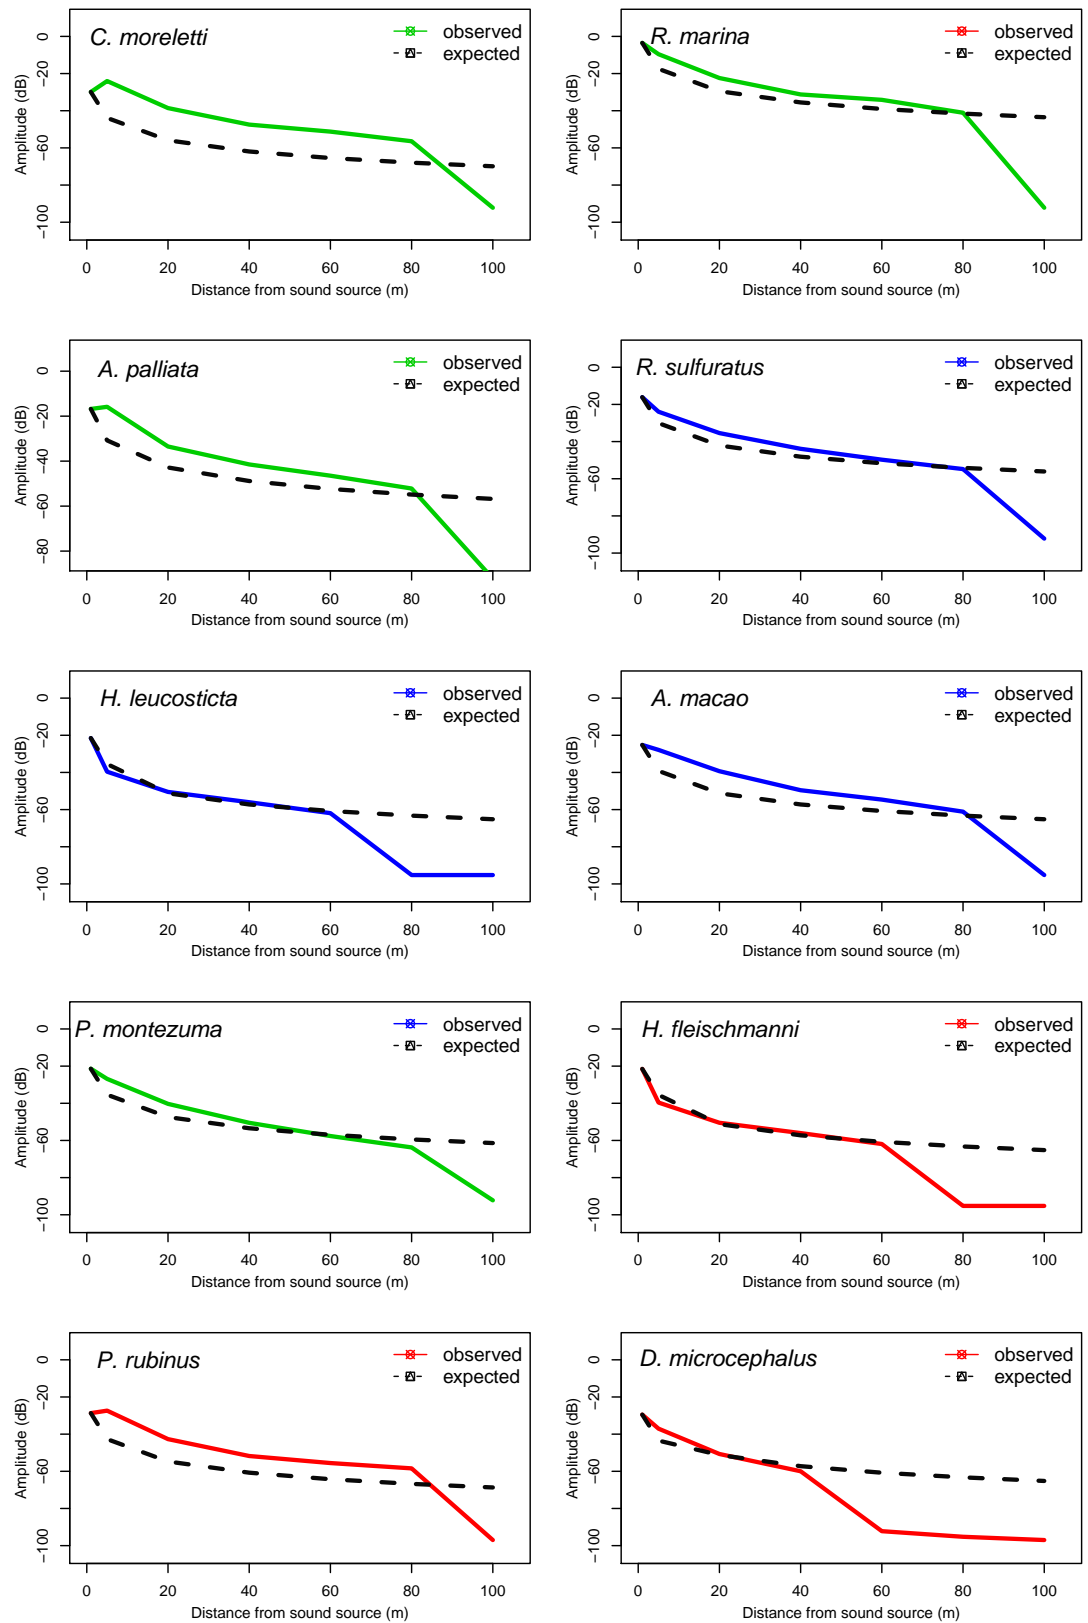 C. moreletti
observed
expected
Amplitude (dB)
0
−20
−60
−100
0 20 40 60 80 100
Distance from sound source (m)
R. marina
observed
expected
Amplitude (dB)
0
−20
−60
−100
0 20 40 60 80 100
Distance from sound source (m)
A. palliata
observed
expected
Amplitude (dB)
0
−20
−40
−60
−80
0 20 40 60 80 100
Distance from sound source (m)
R. sulfuratus
observed
expected
Amplitude (dB)
0
−20
−60
−100
0 20 40 60 80 100
Distance from sound source (m)
H. leucosticta
observed
expected
Amplitude (dB)
0
−20
−60
−100
0 20 40 60 80 100
Distance from sound source (m)
A. macao
observed
expected
Amplitude (dB)
0
−20
−60
−100
0 20 40 60 80 100
Distance from sound source (m)
P. montezuma
observed
expected
Amplitude (dB)
0
−20
−60
−100
0 20 40 60 80 100
Distance from sound source (m)
H. fleischmanni
observed
expected
Amplitude (dB)
0
−20
−60
−100
0 20 40 60 80 100
Distance from sound source (m)
P. rubinus
observed
expected
Amplitude (dB)
0
−20
−60
−100
0 20 40 60 80 100
Distance from sound source (m)
D. microcephalus
observed
expected
Amplitude (dB)
0
−20
−60
−100
0 20 40 60 80 100
Distance from sound source (m)